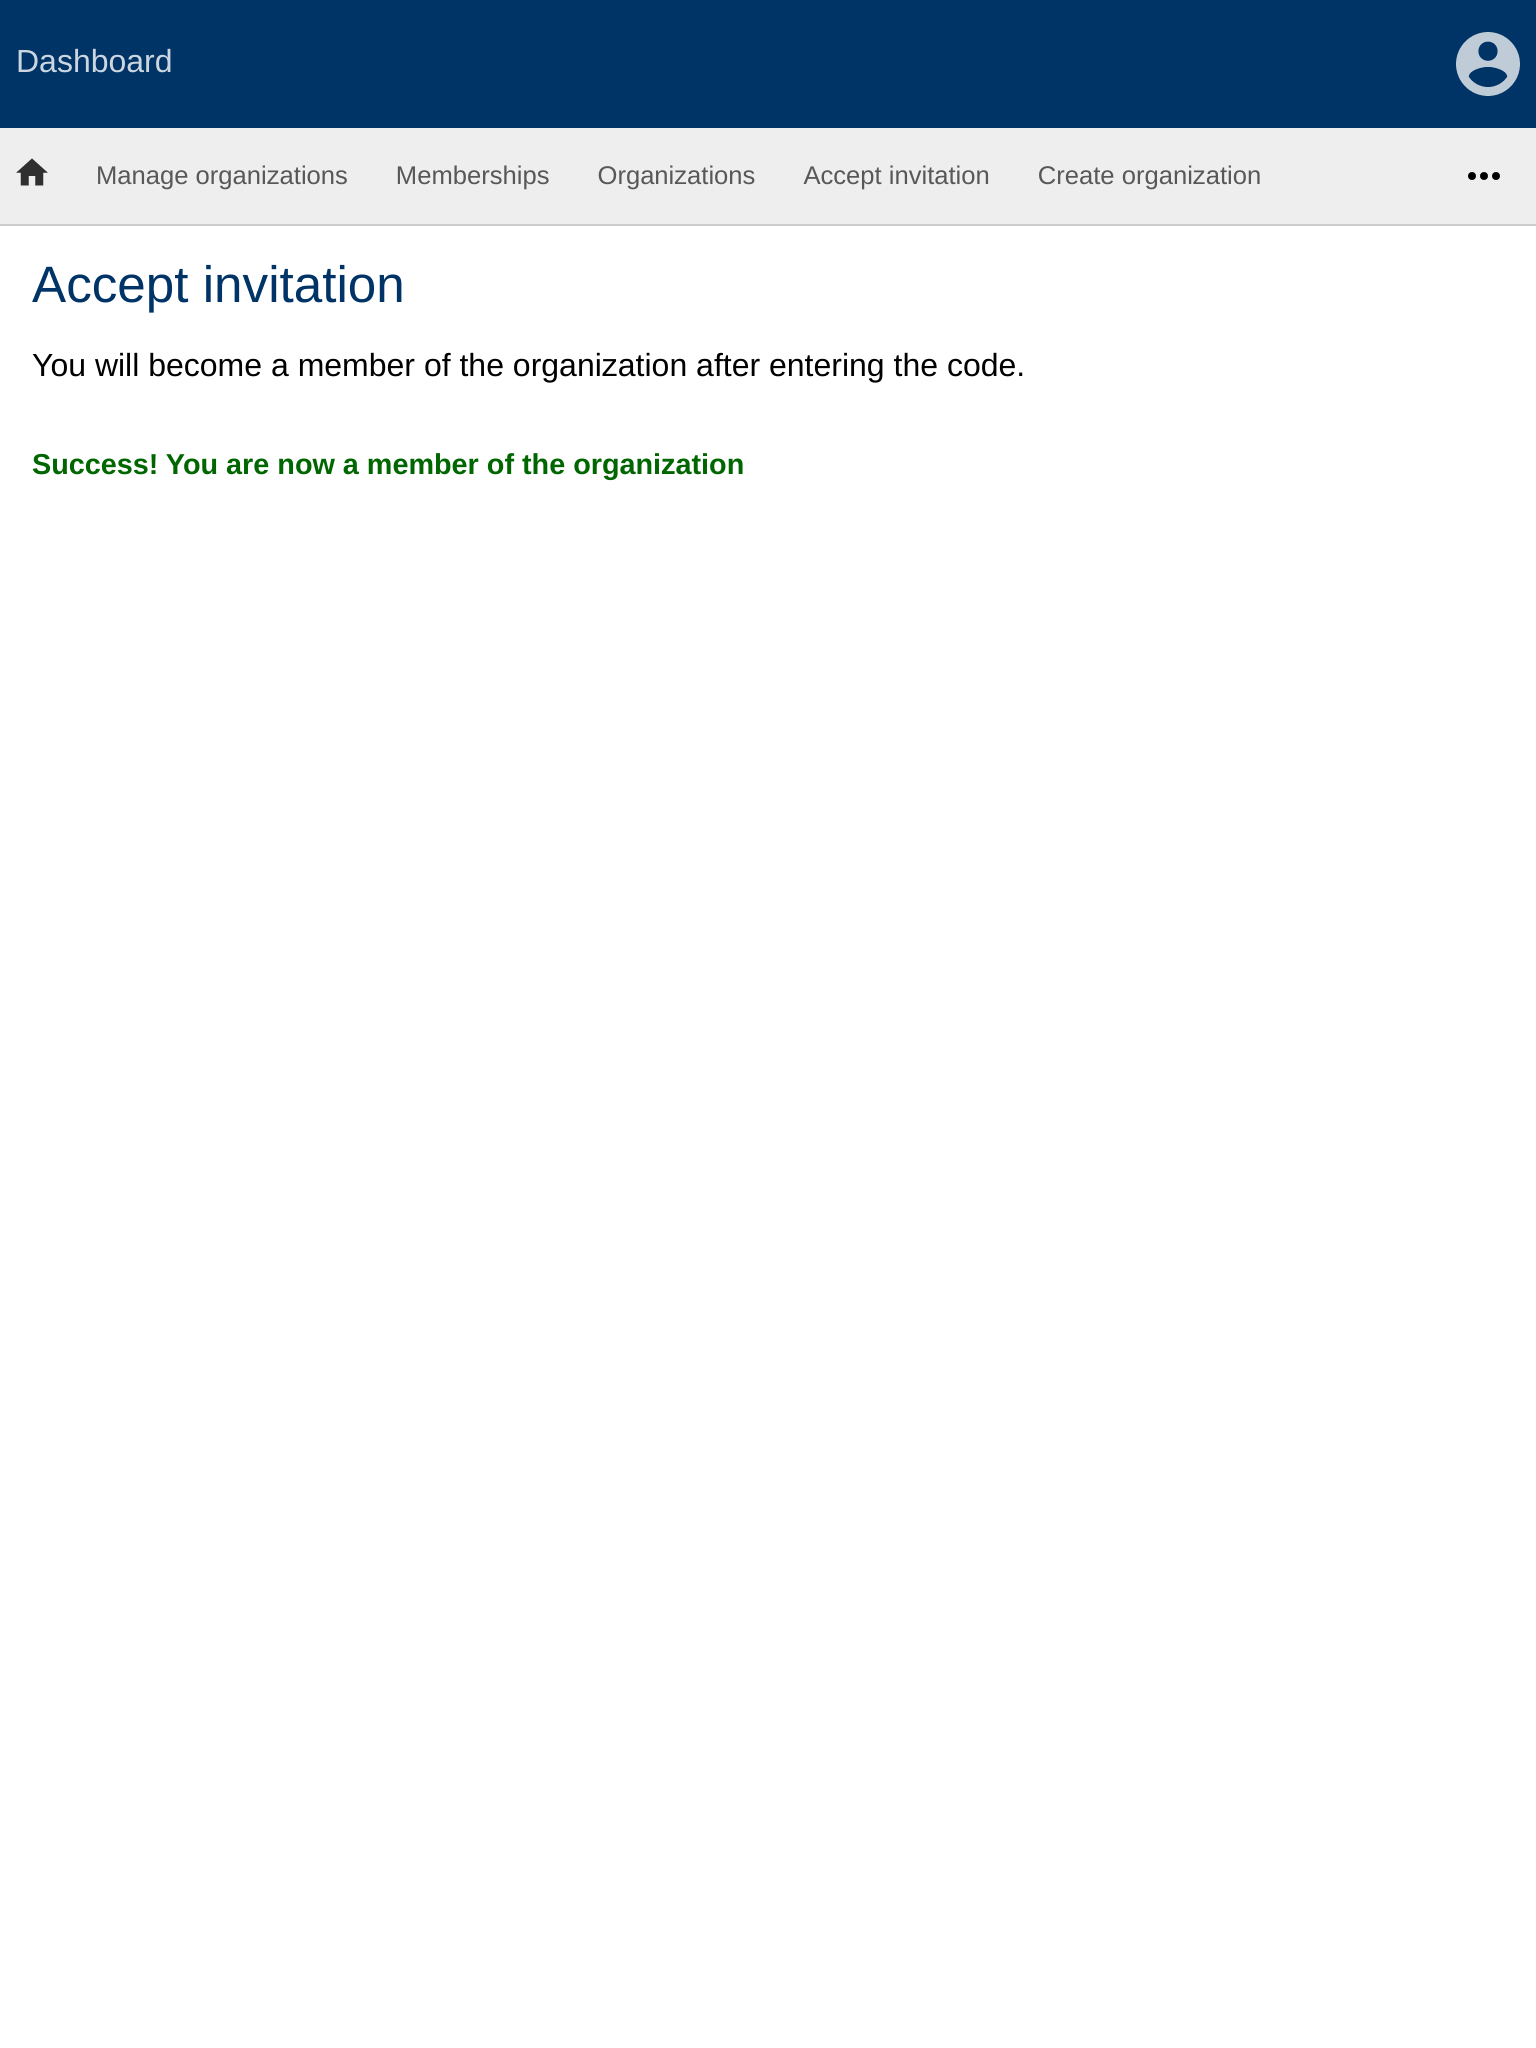 Dashboard
Manage organizations Memberships Organizations Accept invitation Create organization
Accept invitation
You will become a member of the organization after entering the code.
Success! You are now a member of the organization